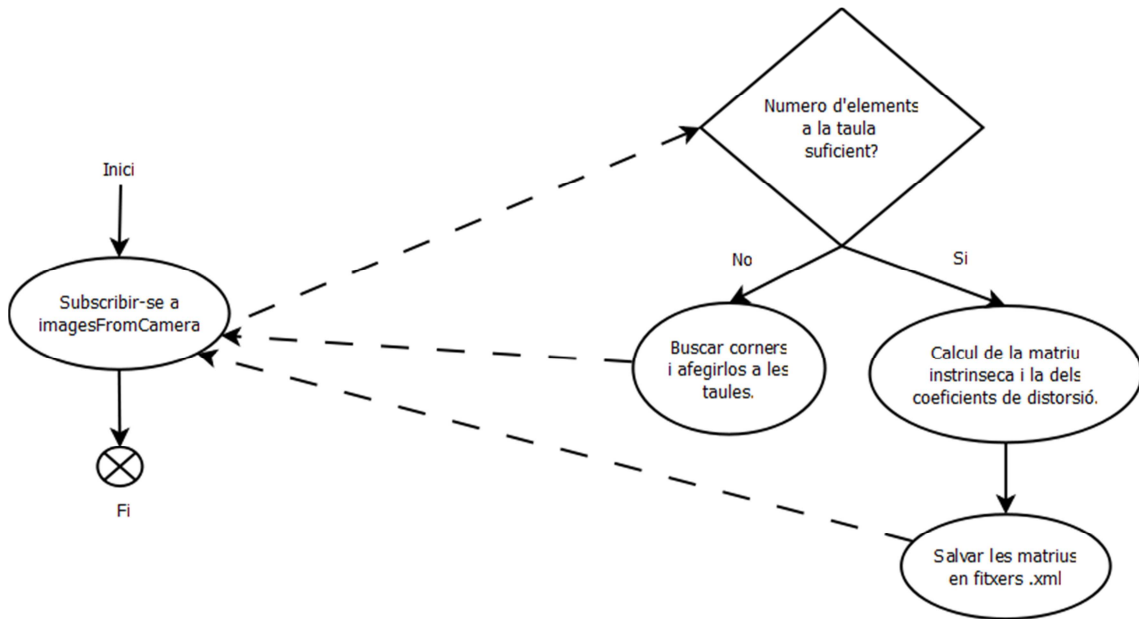 Inici
Subscribir-se a
imagesFromCamera
Fi
Numero d'elements
a la taula
suficient?
No
Si
Buscar corners
i afegirlos a les
taules.
Calcul de la matriu
instrinseca i la dels
coeficients de distorsió.
Salvar les matrius
en fitxers .xml